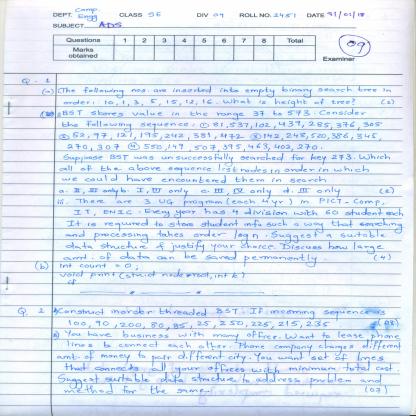 DEPT. Comp. Engg CLASS SE DIV 09 ROLL NO. 2451 DATE 31/01/18
SUBJECT ADS
Questions 1 2 3 4 5 6 7 8 Total
Marks obtained
09
Examiner
Q. 1
(a) i The following nos. are inserted into empty binary search tree in
order: 10, 1, 3, 5, 15, 12, 16. What is height of tree? (2)
BST stores value in the range 37 to 573. Consider
the following sequence. ① 81, 537, 102, 439, 285, 376, 305
② 52, 97, 121, 195, 242, 381, 472 ③ 142, 248, 520, 386, 345
270, 307 ④ 550, 149, 507, 395, 463, 402, 270.
Suppose BST was unsuccessfully searched for key 273. Which
all of the above sequence list nodes in order in which
we could have encountered them in search
a. II, III only b. I, III only c. III, IV only d. III only (2)
iii. There are 3 UG program (each 4 yr) in PICT - Comp,
IT, EN&TC. Every year has 4 division with 60 student each
It is required to store student info such a way that searching
and processing takes order log n. Suggest a suitable
data structure & justify your choice. Discuss how large
amt. of data can be saved permanently (4)
(b) int count = 0;
void print (struct node *root, int k)
Q. 2 a) Construct inorder threaded BST. If incoming sequence is
100, 90, 200, 80, 85, 25, 250, 225, 215, 235
You have business with many office. Want to lease phone
lines to connect each other. Phone company charges different
amt of money to pair different city. You want set of lines
that connects all your offices with minimum total cost.
Suggest suitable data structure to address problem and
method for the same. (07)